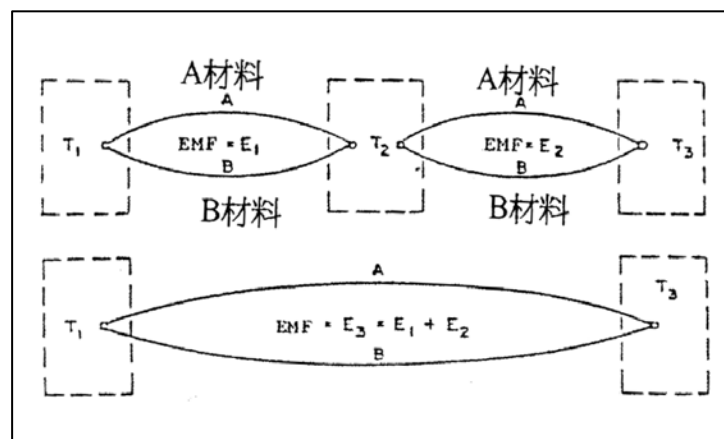 A材料 A材料
A A
T₁ EMF = E₁ T₂ EMF = E₂ T₃
B B
B材料 B材料
A
T₃
T₁ EMF = E₃ = E₁ + E₂
B